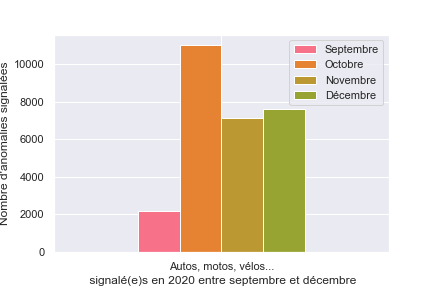 Nombre d'anomalies signalées
10000
8000
6000
4000
2000
0
Septembre
Octobre
Novembre
Décembre
Autos, motos, vélos...
signalé(e)s en 2020 entre septembre et décembre